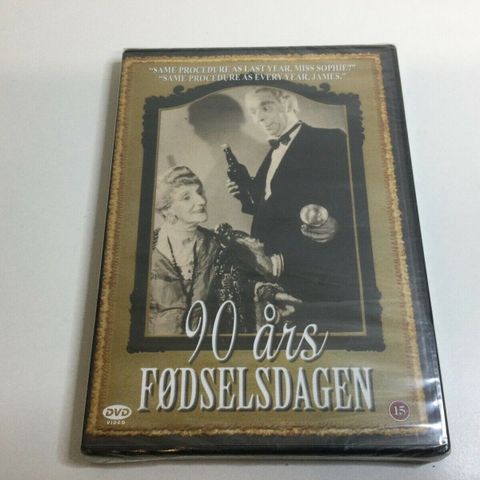 “SAME PROCEDURE AS LAST YEAR, MISS SOPHIE?”
“SAME PROCEDURE AS EVERY YEAR, JAMES.”
90 års
FØDSELSDAGEN
DVD
VIDEO
15